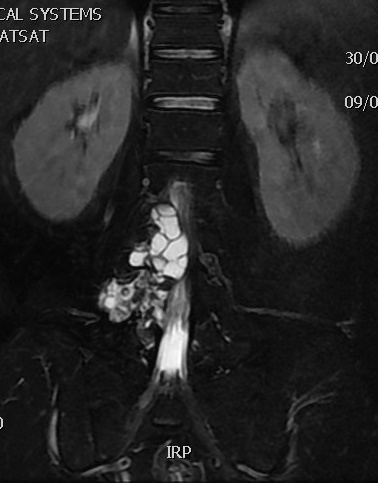 CAL SYSTEMS
ATSAT
30/0
09/0
IRP